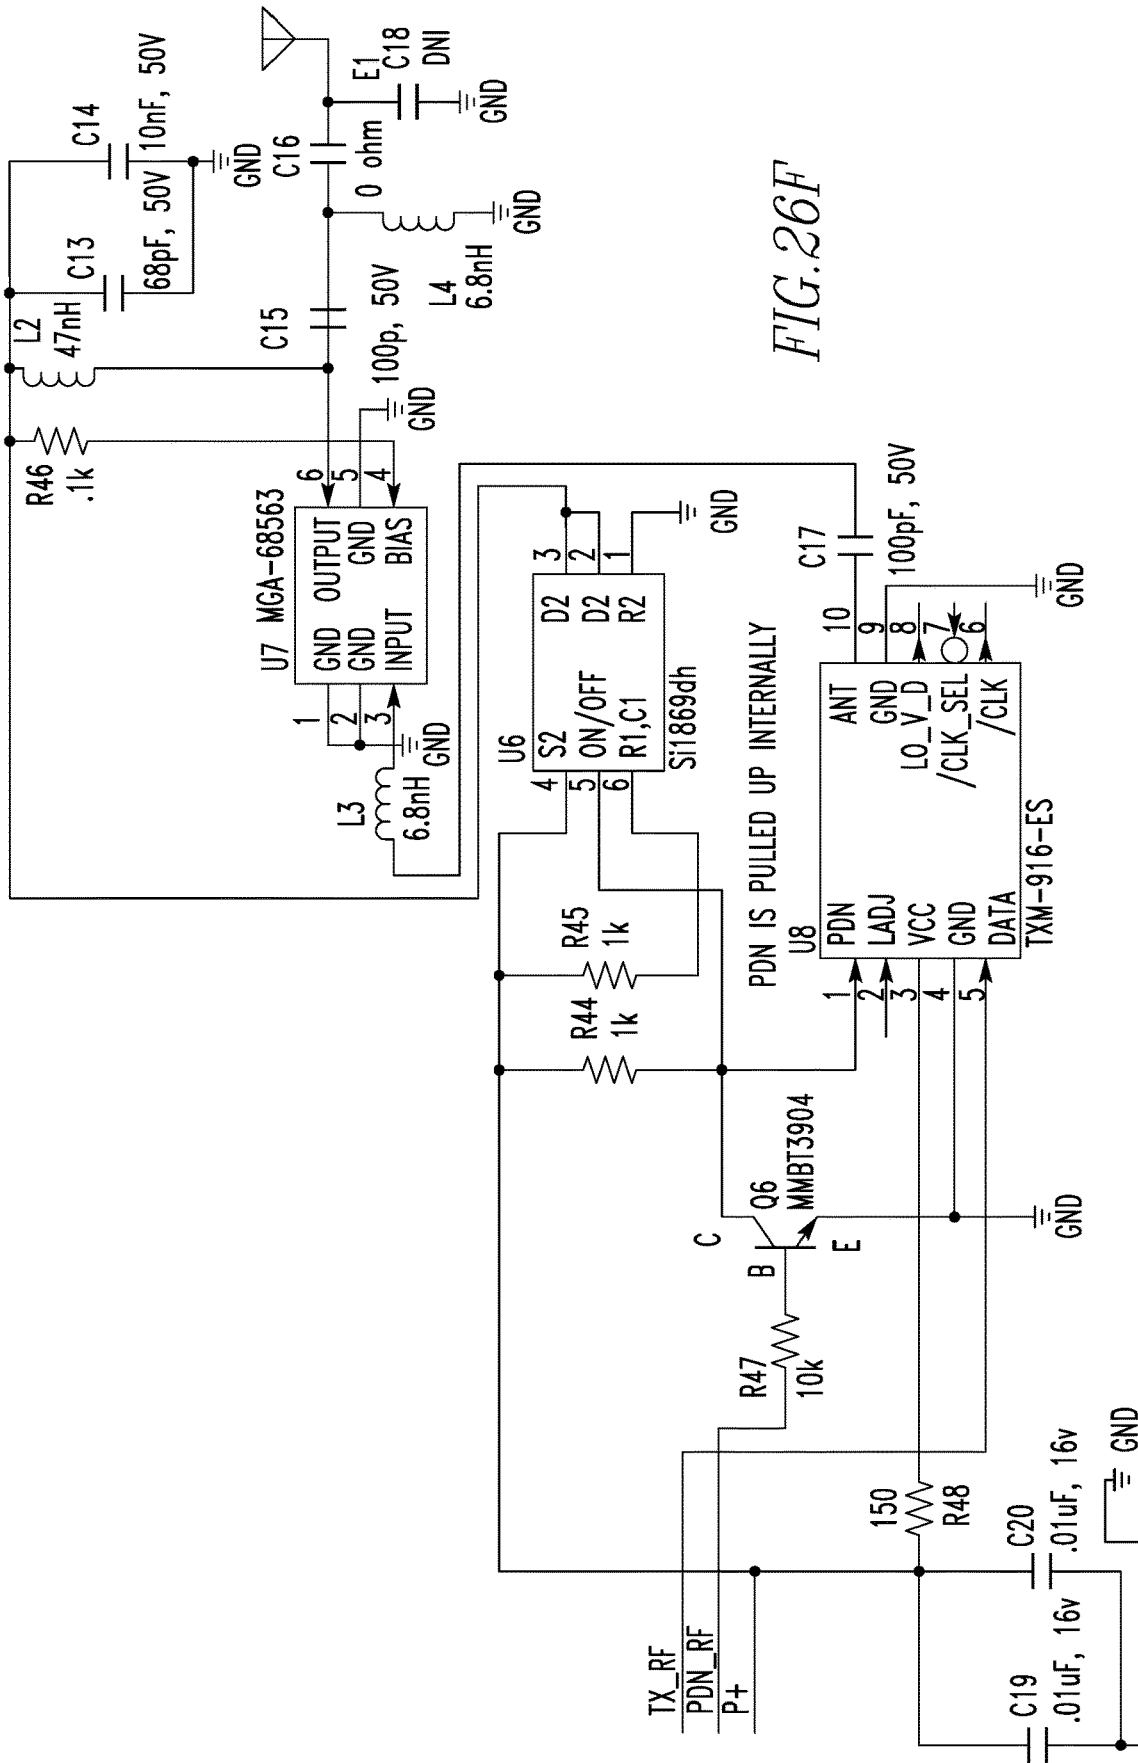 C14
10nF, 50V
C13
68pF, 50V
GND
E1
C18
DNI
GND
C16
0 ohm
L2
47nH
C15
100p, 50V
L4
6.8nH
GND
R46
.1k
U7 MGA-68563
GND OUTPUT
GND GND
INPUT BIAS
1
2
3
6
5
4
GND
GND
L3
6.8nH
U6
S2 D2
ON/OFF D2
R1,C1 R2
Si1869dh
4
5
6
3
2
1
GND
R45
1k
R44
1k
PDN IS PULLED UP INTERNALLY
U8
PDN ANT
LADJ GND
VCC LO_V_D
GND /CLK_SEL
DATA /CLK
TXM-916-ES
1
2
3
4
5
10
9
8
7
6
C17
100pF, 50V
GND
C
B
E
Q6
MMBT3904
GND
R47
10k
TX_RF
PDN_RF
P+
150
R48
C20
.01uF, 16v
C19
.01uF, 16v
GND
FIG.26F